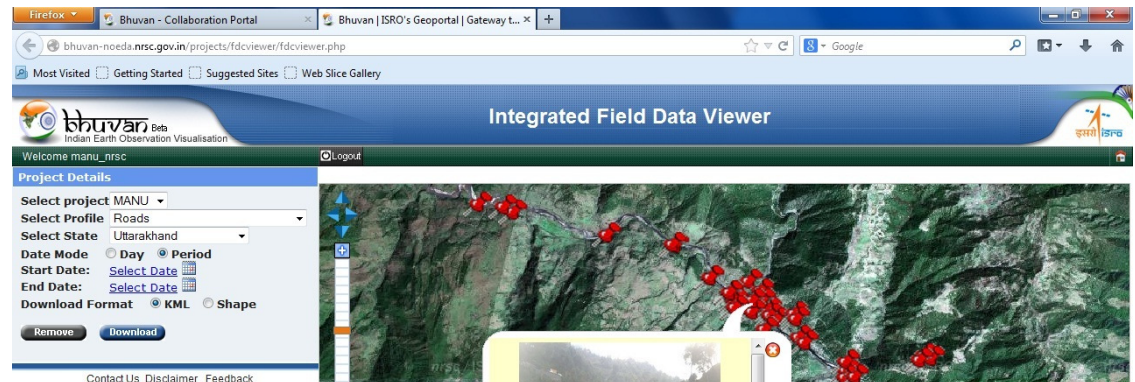 Firefox
Bhuvan - Collaboration Portal
Bhuvan | ISRO's Geoportal | Gateway t...
bhuvan-noeda.nrsc.gov.in/projects/fdcviewer/fdcviewer.php
Google
Most Visited Getting Started Suggested Sites Web Slice Gallery
bhuvan Beta
Indian Earth Observation Visualisation
Integrated Field Data Viewer
इसरो isro
Welcome manu_nrsc
Logout
Project Details
Select project MANU
Select Profile Roads
Select State Uttarakhand
Date Mode Day Period
Start Date: Select Date
End Date: Select Date
Download Format KML Shape
Remove Download
Contact Us Disclaimer Feedback